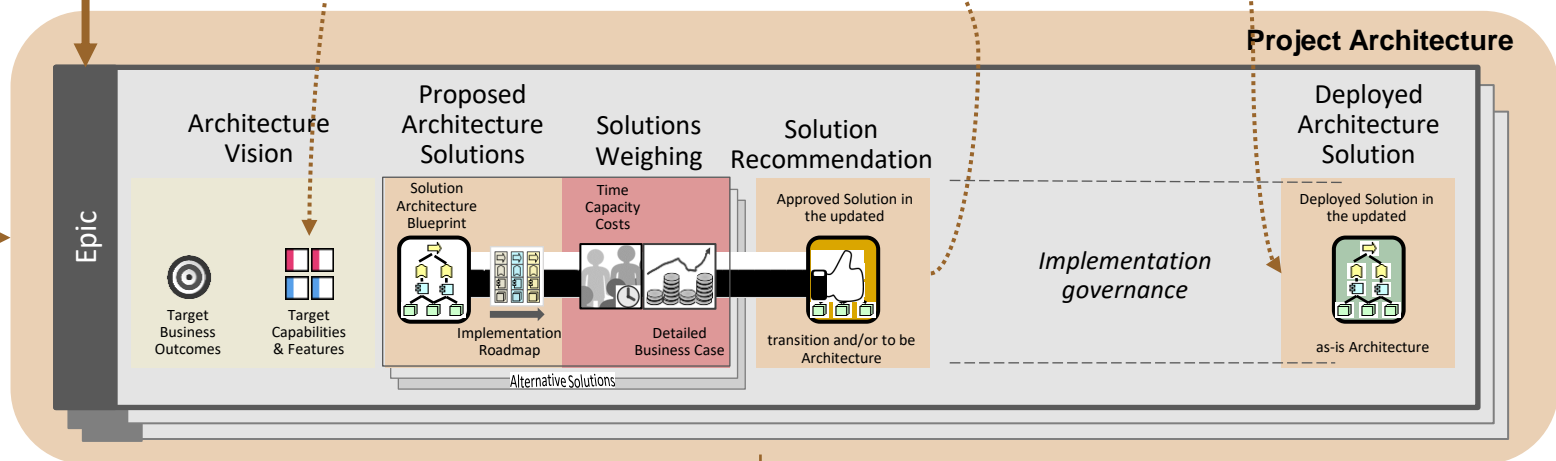 Project Architecture
Epic
Architecture
Vision
Target
Business
Outcomes
Target
Capabilities
& Features
Proposed
Architecture
Solutions
Solution
Architecture
Blueprint
Implementation
Roadmap
Solutions
Weighing
Time
Capacity
Costs
Detailed
Business Case
Alternative Solutions
Solution
Recommendation
Approved Solution in
the updated
transition and/or to be
Architecture
Implementation
governance
Deployed
Architecture
Solution
Deployed Solution in
the updated
as-is Architecture